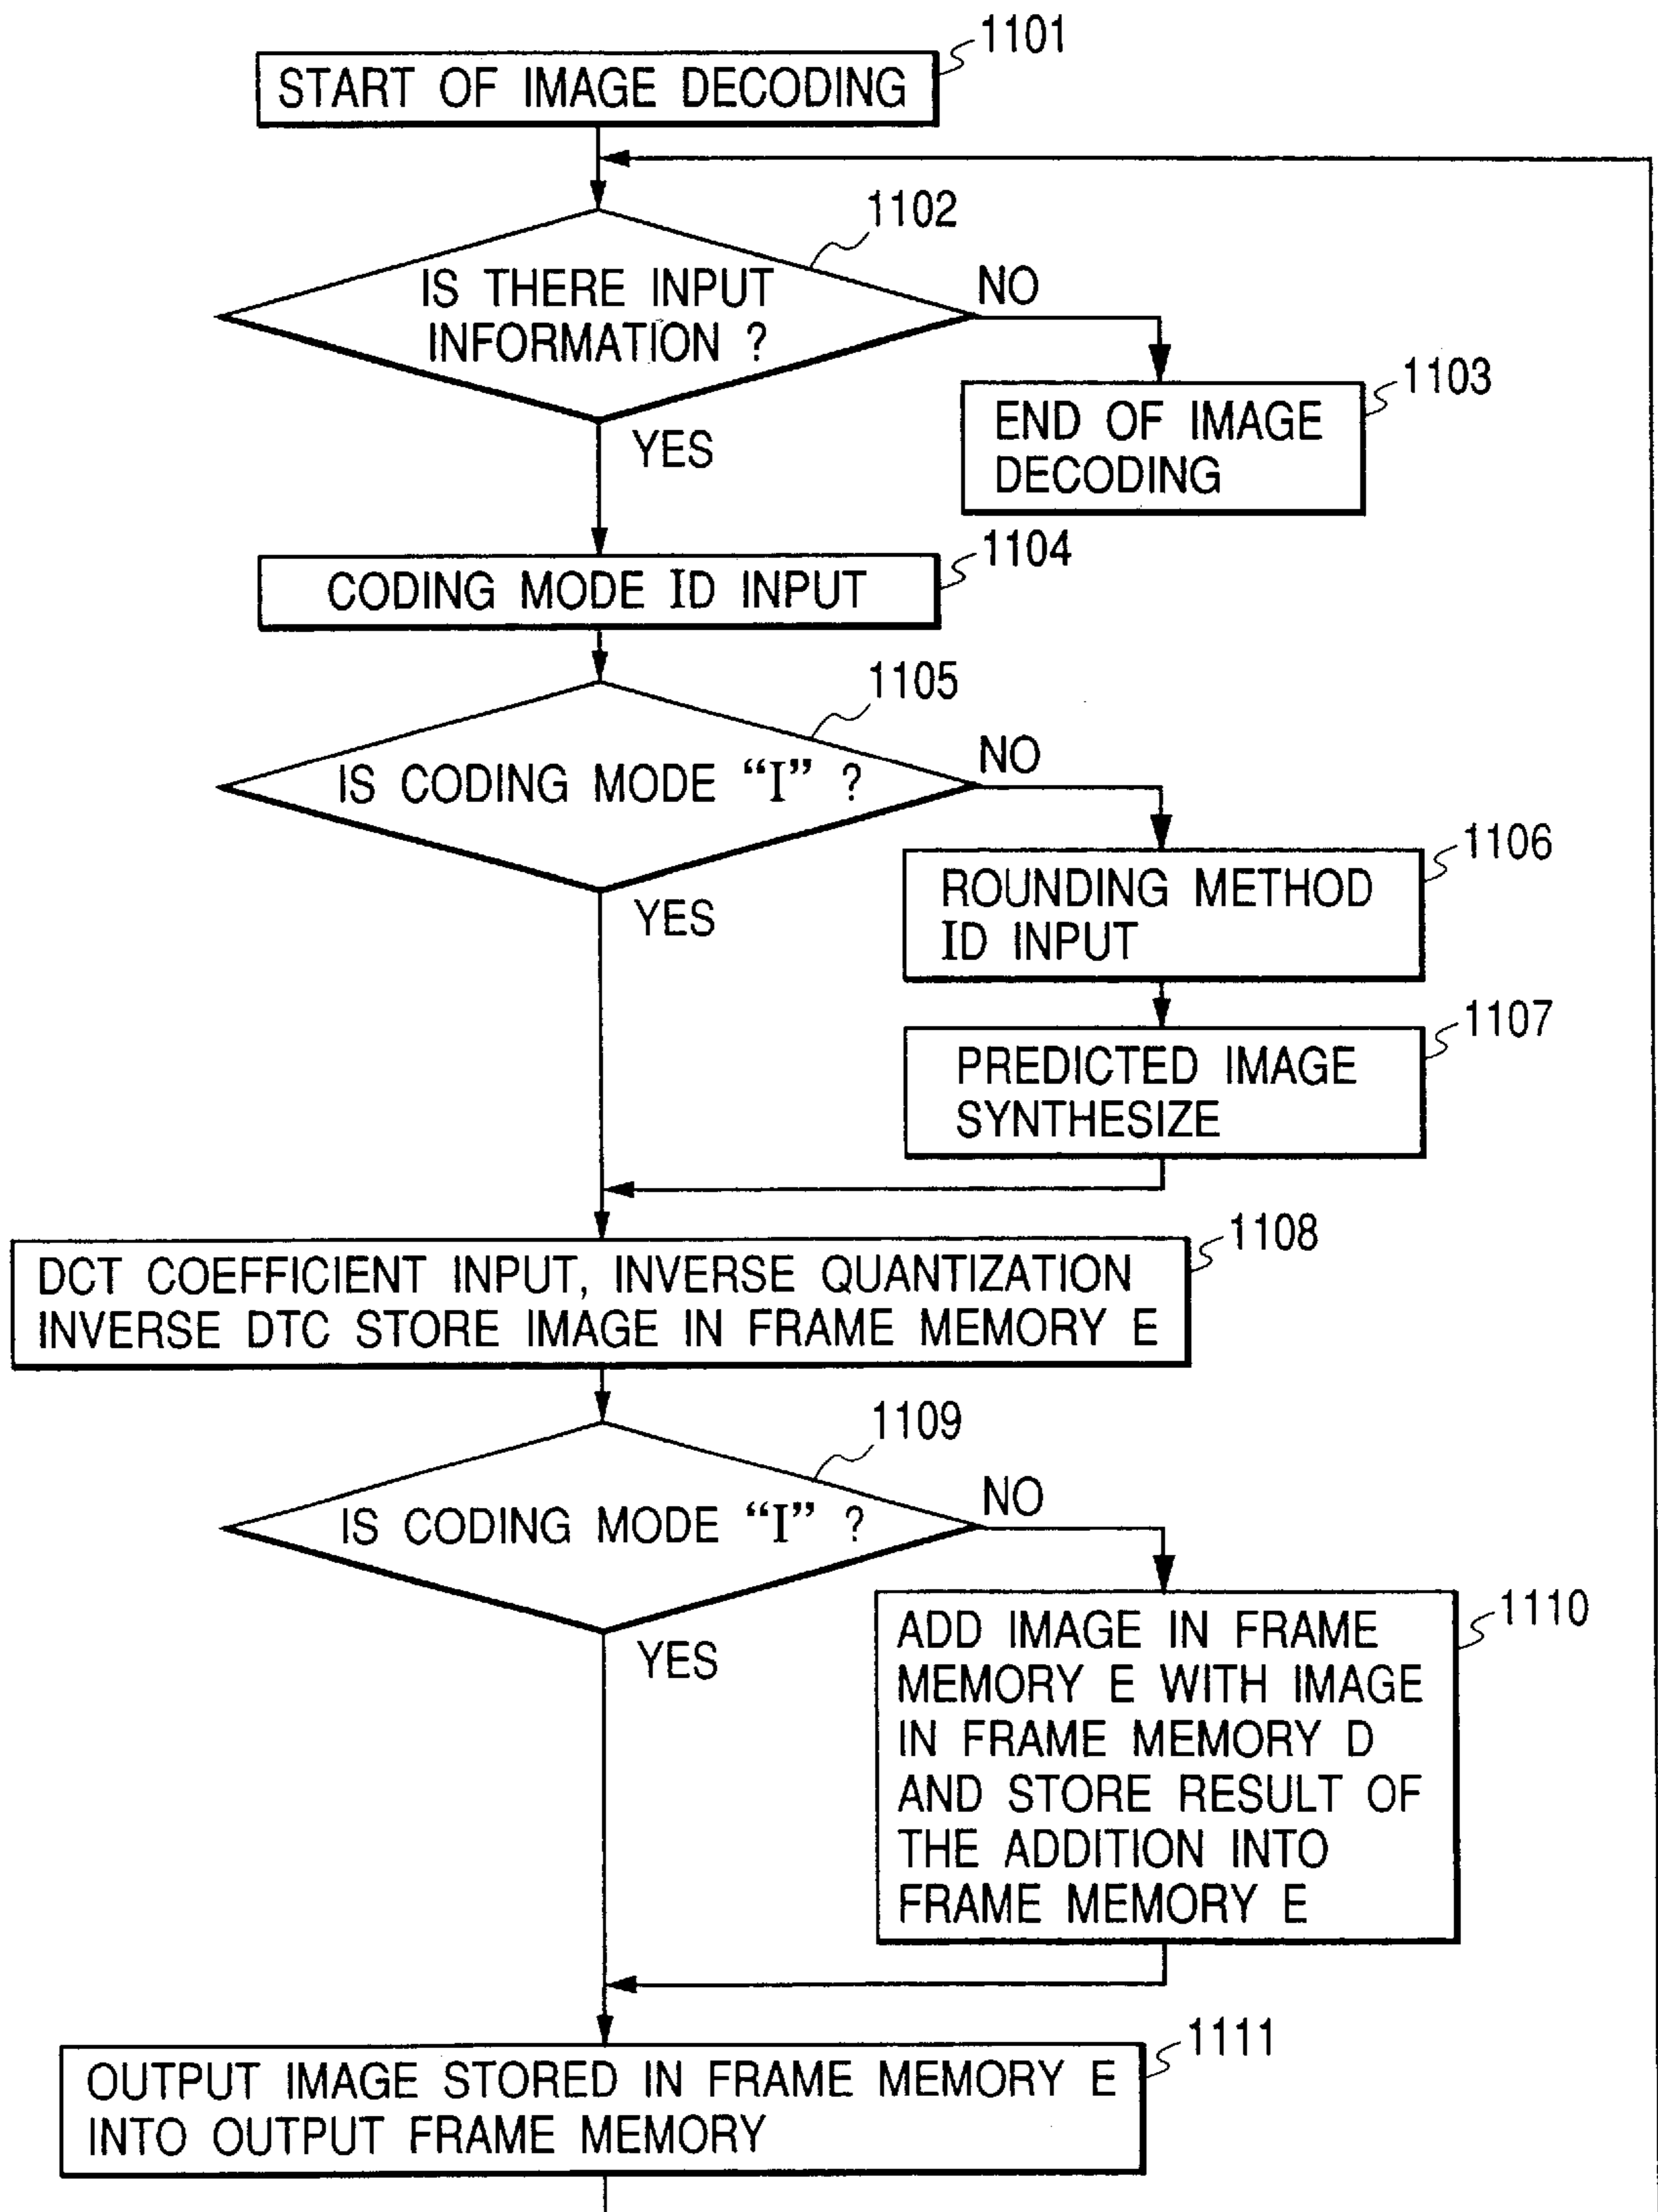 1101
START OF IMAGE DECODING
1102
IS THERE INPUT
INFORMATION ?
NO
YES
1103
END OF IMAGE
DECODING
1104
CODING MODE ID INPUT
1105
IS CODING MODE “I” ?
NO
YES
1106
ROUNDING METHOD
ID INPUT
1107
PREDICTED IMAGE
SYNTHESIZE
1108
DCT COEFFICIENT INPUT, INVERSE QUANTIZATION
INVERSE DTC STORE IMAGE IN FRAME MEMORY E
1109
IS CODING MODE “I” ?
NO
YES
1110
ADD IMAGE IN FRAME
MEMORY E WITH IMAGE
IN FRAME MEMORY D
AND STORE RESULT OF
THE ADDITION INTO
FRAME MEMORY E
1111
OUTPUT IMAGE STORED IN FRAME MEMORY E
INTO OUTPUT FRAME MEMORY